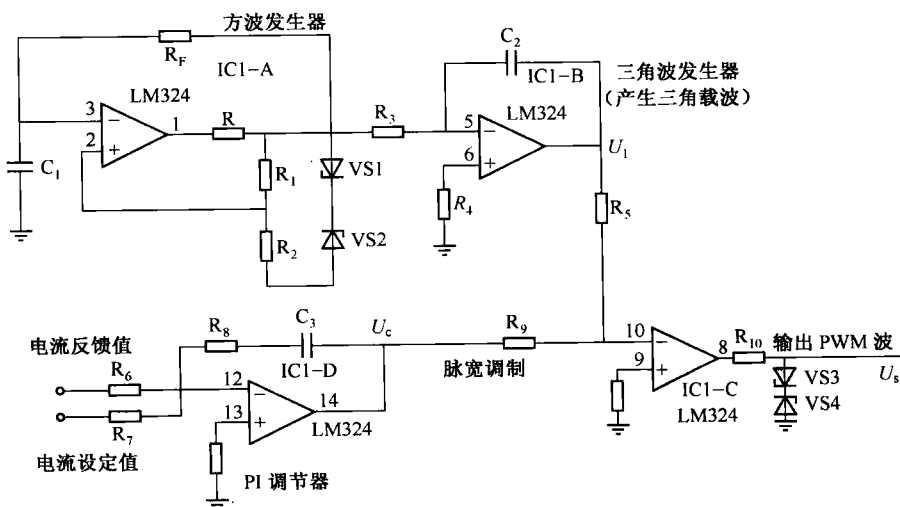 方波发生器
R_F
IC1-A
LM324
3
2
1
R
C_1
R_1
R_2
VS1
VS2
R_3
C_2
IC1-B
LM324
5
6
R_4
U_1
R_5
三角波发生器
(产生三角载波)
电流反馈值
R_6
R_7
电流设定值
R_8
C_3
U_c
IC1-D
12
13
14
LM324
PI 调节器
R_9
脉宽调制
10
9
8
IC1-C
LM324
R_10
输出 PWM 波
U_s
VS3
VS4